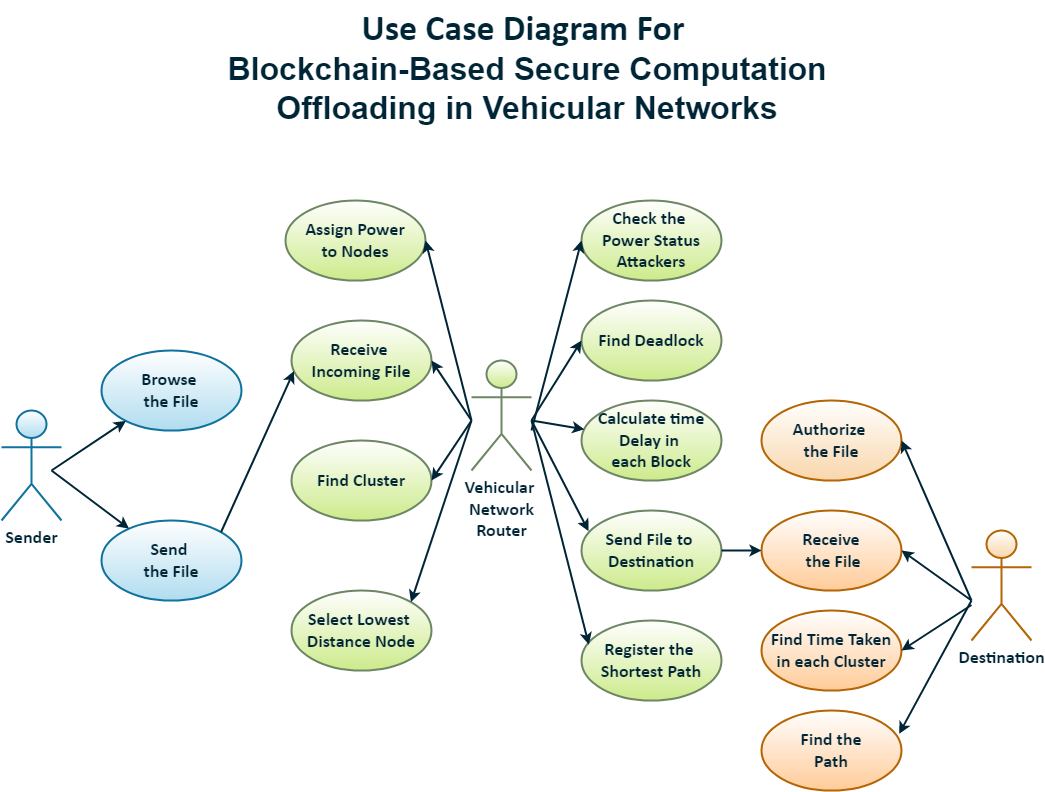 Use Case Diagram For
Blockchain-Based Secure Computation
Offloading in Vehicular Networks
Assign Power
to Nodes
Check the
Power Status
Attackers
Receive
Incoming File
Find Deadlock
Browse
the File
Find Cluster
Calculate time
Delay in
each Block
Authorize
the File
Sender
Vehicular
Network
Router
Send
the File
Send File to
Destination
Receive
the File
Select Lowest
Distance Node
Register the
Shortest Path
Find Time Taken
in each Cluster
Destination
Find the
Path